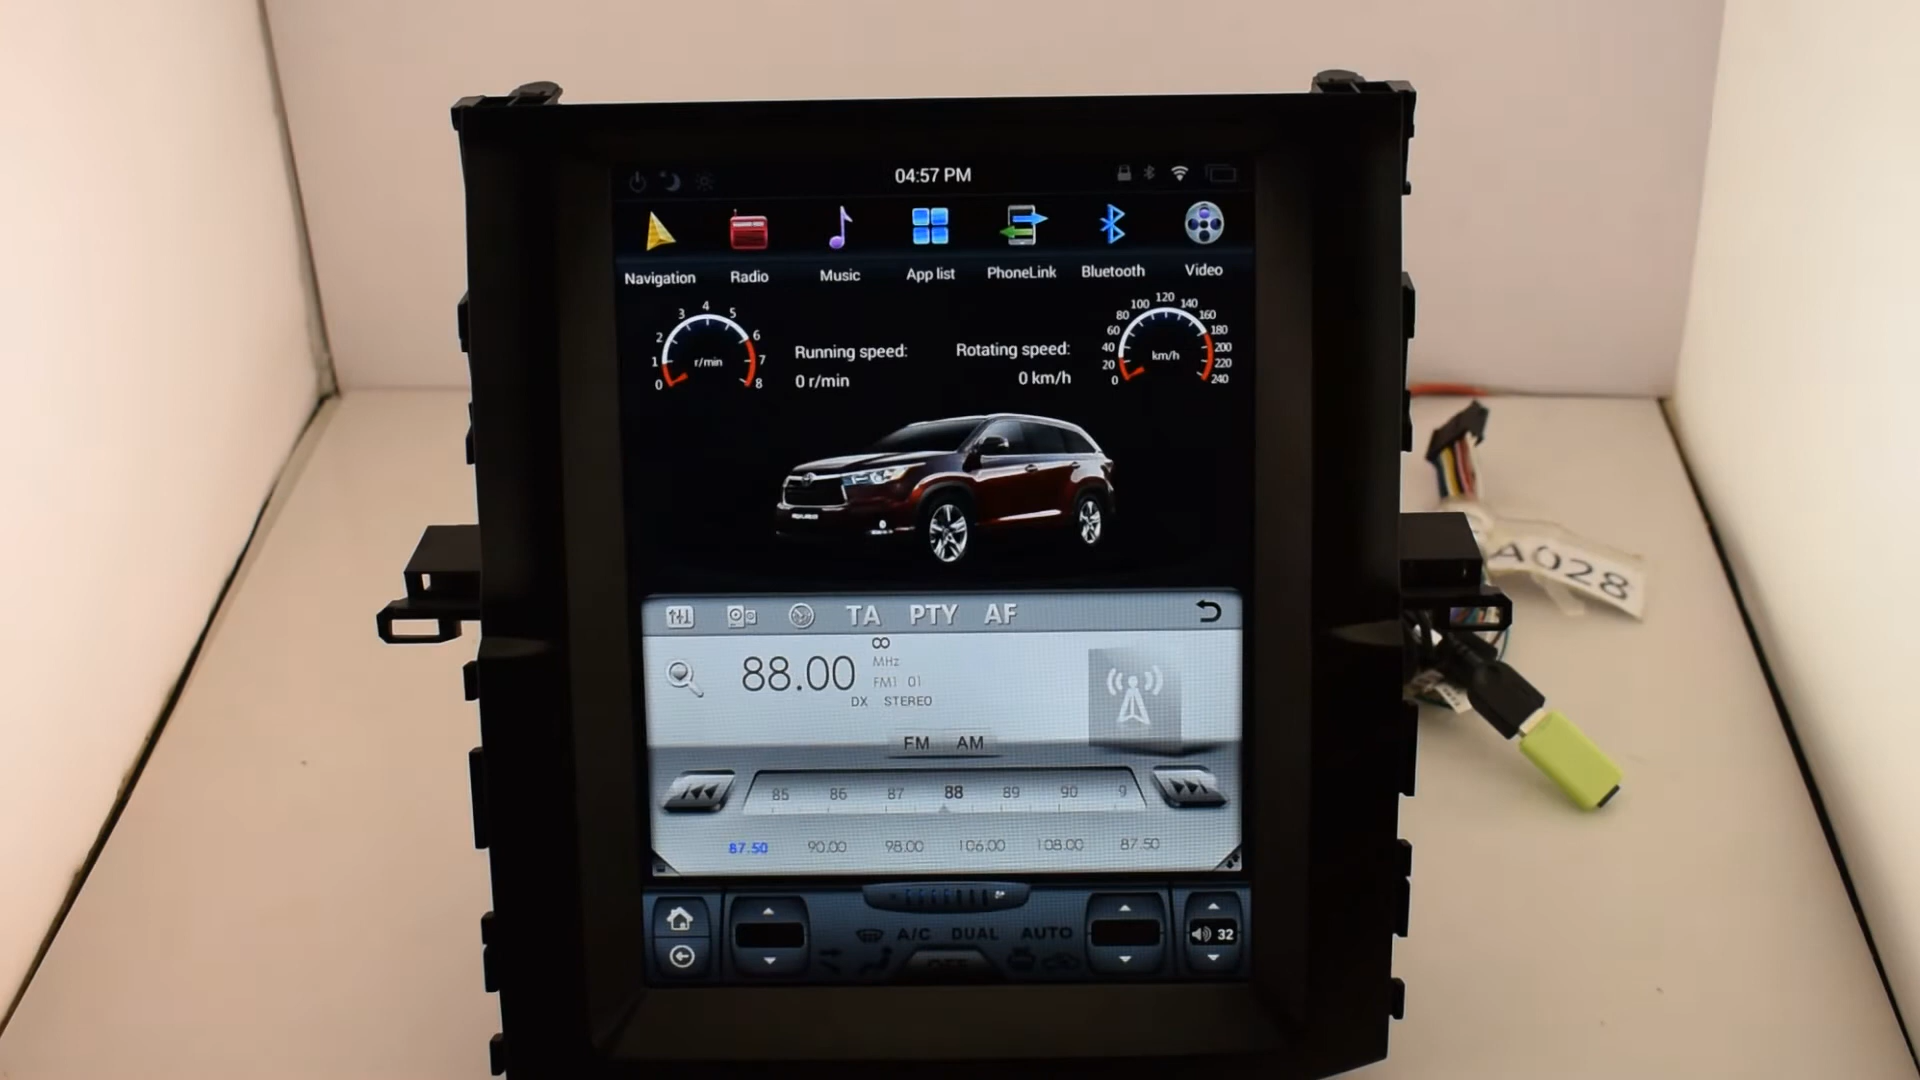 04:57 PM
Navigation Radio Music App list PhoneLink Bluetooth Video
0 1 2 3 4 5 6 7 8
r/min
Running speed:
0 r/min
Rotating speed:
0 km/h
0 20 40 60 80 100 120 140 160 180 200 220 240
km/h
A028
TA PTY AF
88.00
MHz
FM1 01
DX STEREO
FM AM
85 86 87 88 89 90 9
87.50 90.00 98.00 106.00 108.00 87.50
A/C DUAL AUTO
32
OFF